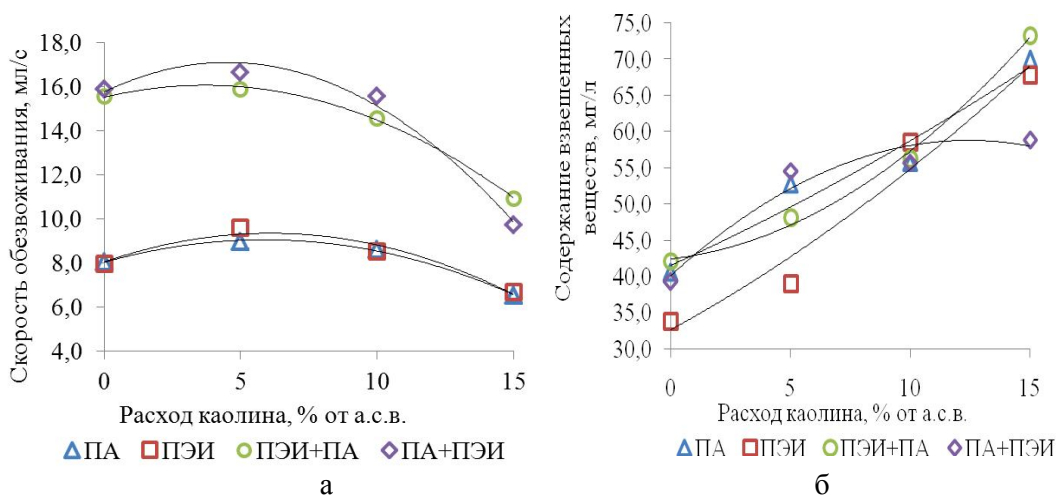 Скорость обезвоживания, мл/с
18,0
16,0
14,0
12,0
10,0
8,0
6,0
4,0
0 5 10 15
Расход каолина, % от а.с.в.
ПА ПЭИ ПЭИ+ПА ПА+ПЭИ
а
Содержание взвешенных
веществ, мг/л
75,0
70,0
65,0
60,0
55,0
50,0
45,0
40,0
35,0
30,0
0 5 10 15
Расход каолина, % от а.с.в.
ПА ПЭИ ПЭИ+ПА ПА+ПЭИ
б